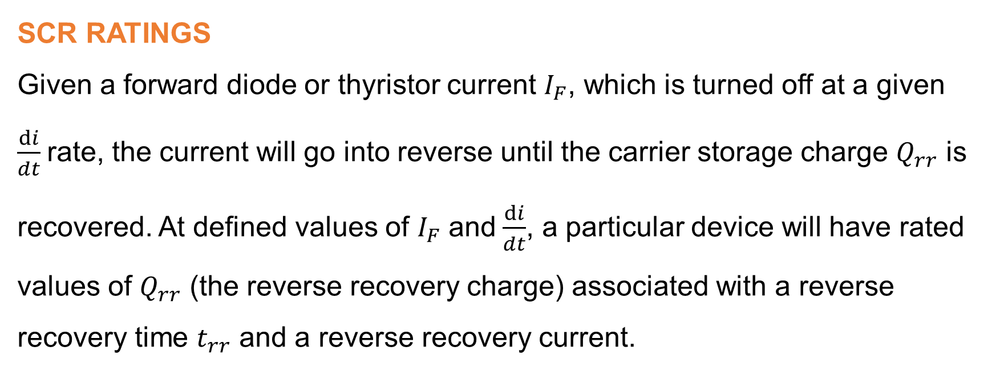 SCR RATINGS
Given a forward diode or thyristor current $I_F$, which is turned off at a given
$\frac{\mathrm{d}i}{dt}$ rate, the current will go into reverse until the carrier storage charge $Q_{rr}$ is
recovered. At defined values of $I_F$ and $\frac{\mathrm{d}i}{dt}$, a particular device will have rated
values of $Q_{rr}$ (the reverse recovery charge) associated with a reverse
recovery time $t_{rr}$ and a reverse recovery current.